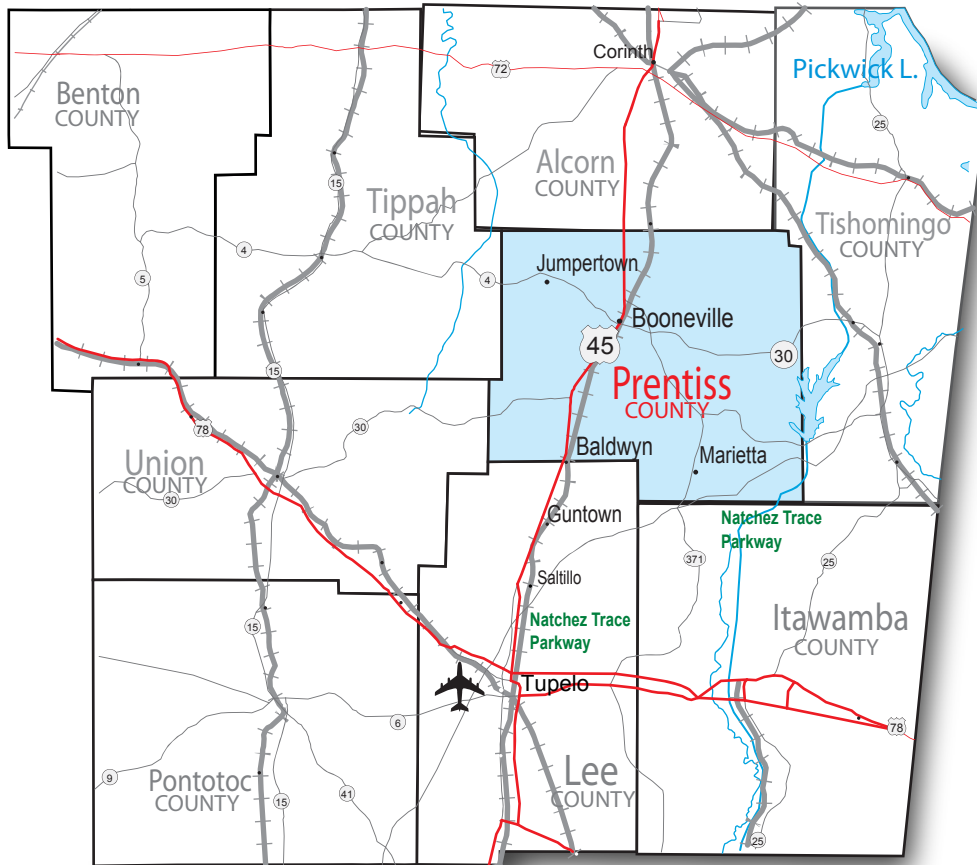 Corinth
72
Pickwick L.
Benton
COUNTY
25
Alcorn
COUNTY
15
Tippah
COUNTY
Tishomingo
COUNTY
4
Jumpertown
4
5
Booneville
45
30
Prentiss
COUNTY
15
78
30
Baldwyn
Marietta
Union
COUNTY
30
Guntown
Natchez Trace
Parkway
371
25
Saltillo
Itawamba
COUNTY
15
Natchez Trace
Parkway
Tupelo
6
78
9
Pontotoc
COUNTY
Lee
COUNTY
15
41
25